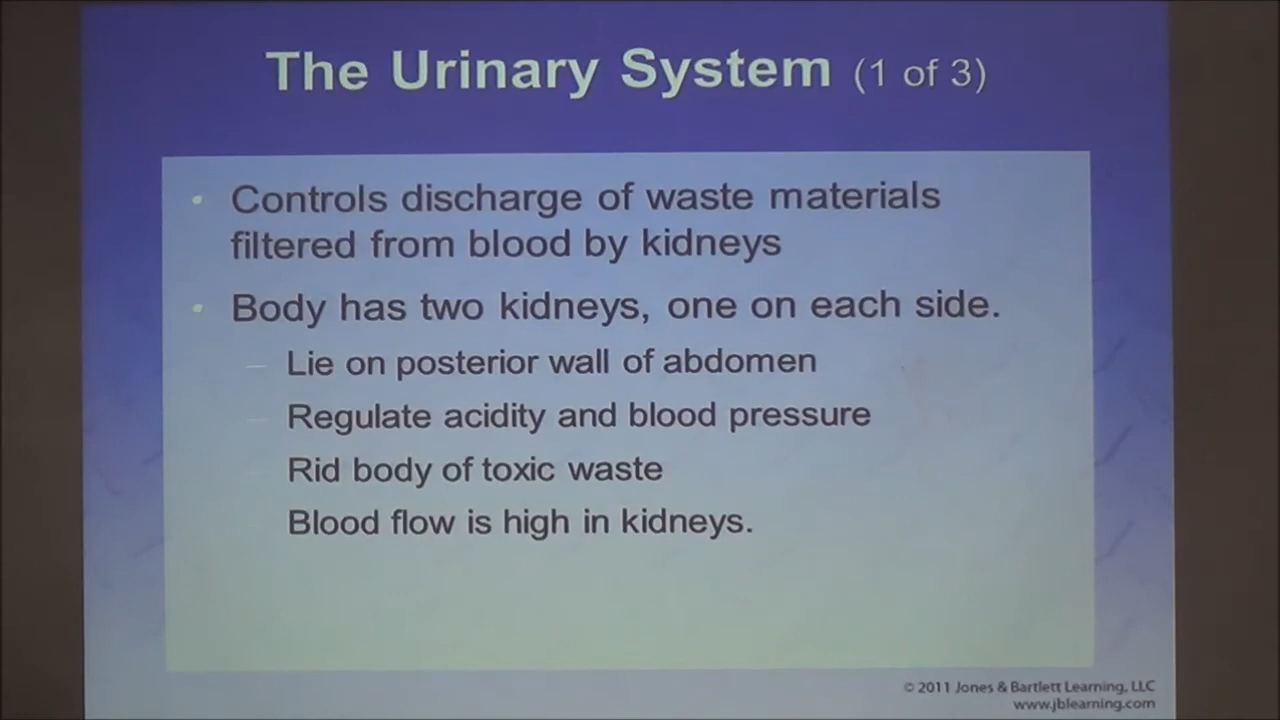 The Urinary System (1 of 3)
• Controls discharge of waste materials
filtered from blood by kidneys
• Body has two kidneys, one on each side.
– Lie on posterior wall of abdomen
– Regulate acidity and blood pressure
Rid body of toxic waste
Blood flow is high in kidneys.
© 2011 Jones & Bartlett Learning, LLC
www.jblearning.com